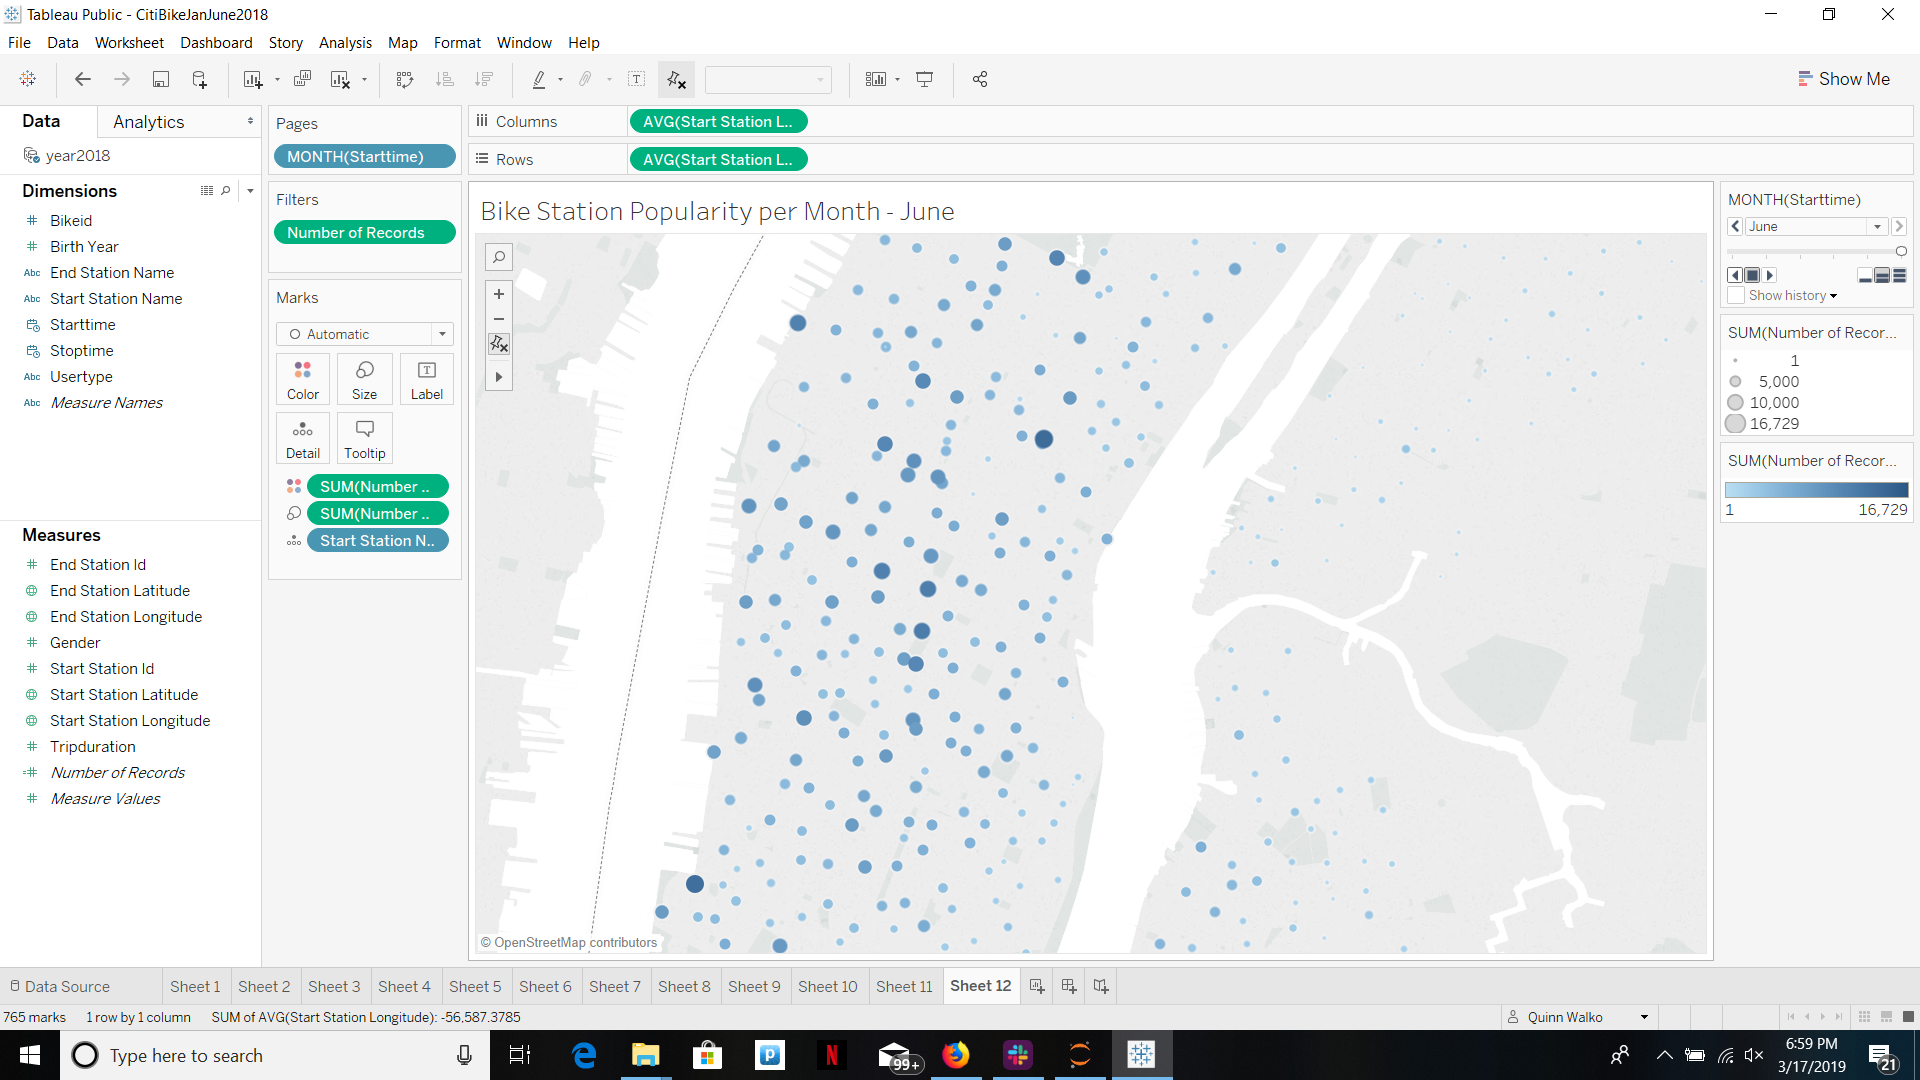 Tableau Public - CitiBikeJanJune2018
File Data Worksheet Dashboard Story Analysis Map Format Window Help
Show Me
Data Analytics
year2018
Dimensions
# Bikeid
# Birth Year
Abc End Station Name
Abc Start Station Name
Starttime
Stoptime
Abc Usertype
Abc Measure Names
Measures
# End Station Id
End Station Latitude
End Station Longitude
# Gender
# Start Station Id
Start Station Latitude
Start Station Longitude
# Tripduration
=# Number of Records
# Measure Values
Pages
MONTH(Starttime)
Filters
Number of Records
Marks
Automatic
Color Size Label
Detail Tooltip
SUM(Number ..
SUM(Number ..
Start Station N..
Columns AVG(Start Station L..
Rows AVG(Start Station L..
Bike Station Popularity per Month - June
© OpenStreetMap contributors
MONTH(Starttime)
June
Show history
SUM(Number of Recor...
1
5,000
10,000
16,729
SUM(Number of Recor...
1 16,729
Data Source Sheet 1 Sheet 2 Sheet 3 Sheet 4 Sheet 5 Sheet 6 Sheet 7 Sheet 8 Sheet 9 Sheet 10 Sheet 11 Sheet 12
765 marks 1 row by 1 column SUM of AVG(Start Station Longitude): -56,587.3785
Quinn Walko
Type here to search
99+
6:59 PM
3/17/2019
21